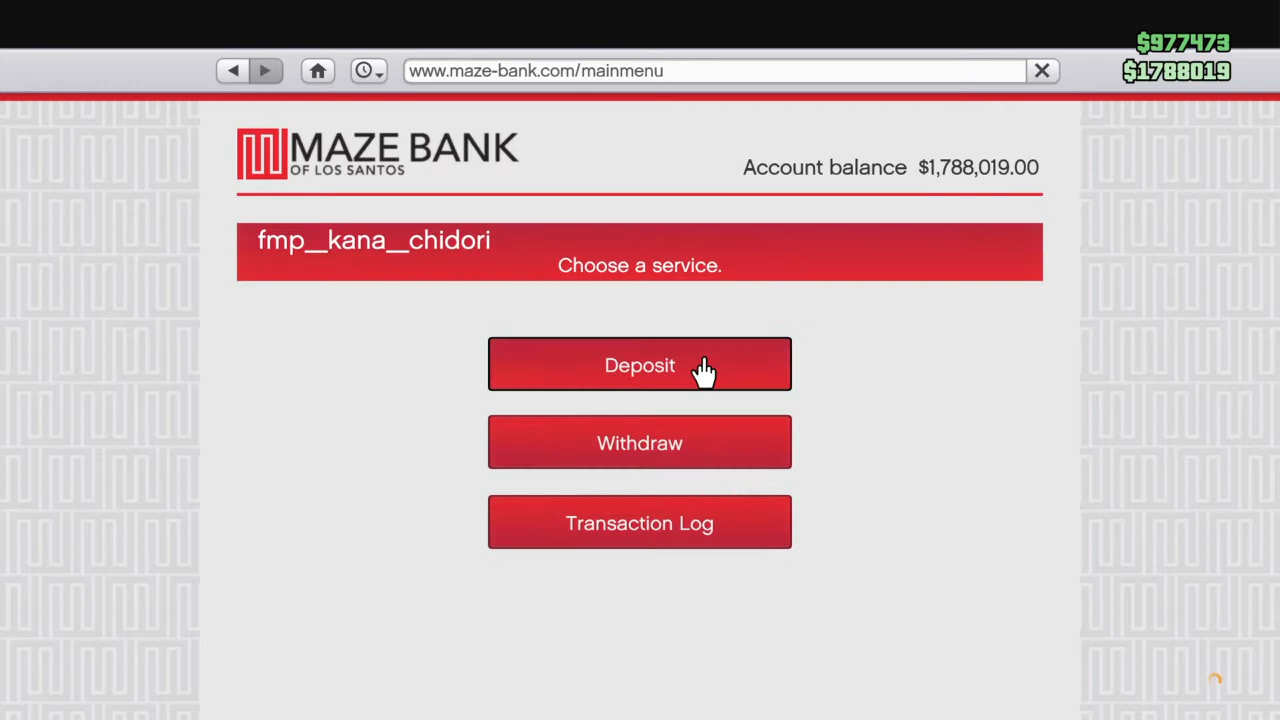 $977473
www.maze-bank.com/mainmenu
$1788019
MAZE BANK
OF LOS SANTOS
Account balance $1,788,019.00
fmp__kana__chidori
Choose a service.
Deposit
Withdraw
Transaction Log